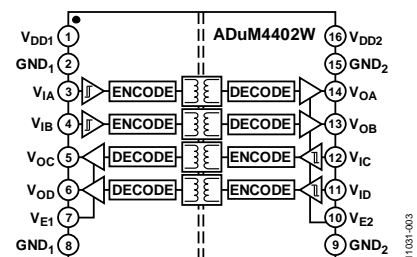 ADuM4402W
VDD1 1 16 VDD2
GND1 2 15 GND2
VIA 3 ENCODE DECODE 14 VOA
VIB 4 ENCODE DECODE 13 VOB
VOC 5 DECODE ENCODE 12 VIC
VOD 6 DECODE ENCODE 11 VID
VE1 7 10 VE2
GND1 8 9 GND2
11031-003